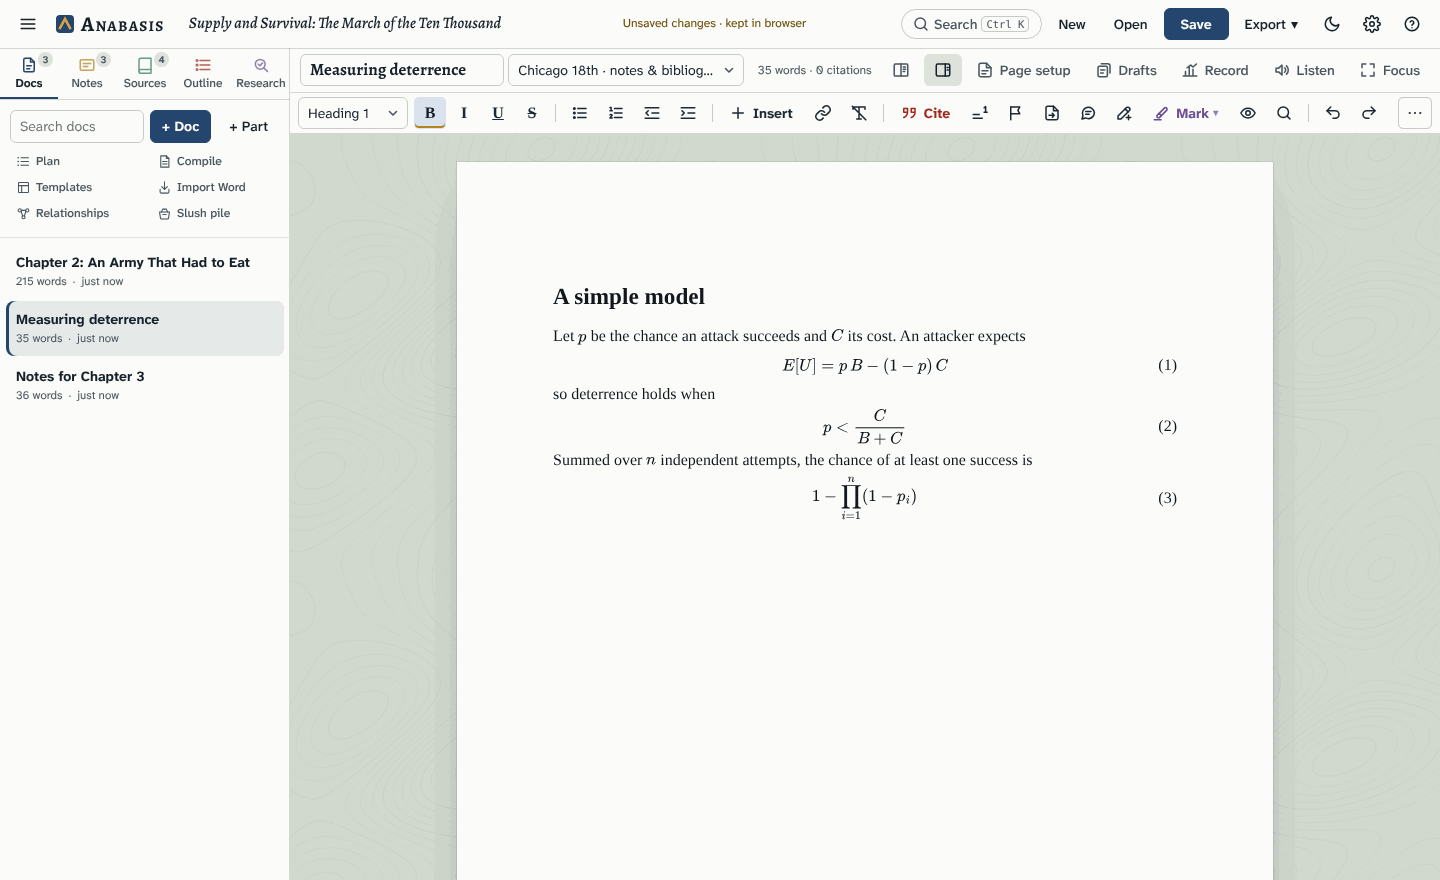 Anabasis
Supply and Survival: The March of the Ten Thousand
Unsaved changes · kept in browser
Search Ctrl K
New
Open
Save
Export ▾
3
Docs
3
Notes
4
Sources
Outline
Research
Measuring deterrence
Chicago 18th · notes & bibliog...
35 words · 0 citations
Page setup
Drafts
Record
Listen
Focus
Search docs
+ Doc
+ Part
Heading 1
B
I
U
S
+ Insert
Cite
Mark ▾
...
Plan
Compile
Templates
Import Word
Relationships
Slush pile
Chapter 2: An Army That Had to Eat
215 words · just now
Measuring deterrence
35 words · just now
Notes for Chapter 3
36 words · just now
A simple model
Let p be the chance an attack succeeds and C its cost. An attacker expects
E[U] = p B − (1 − p) C (1)
so deterrence holds when
p < C / (B + C) (2)
Summed over n independent attempts, the chance of at least one success is
1 − ∏ i=1 n (1 − pᵢ) (3)